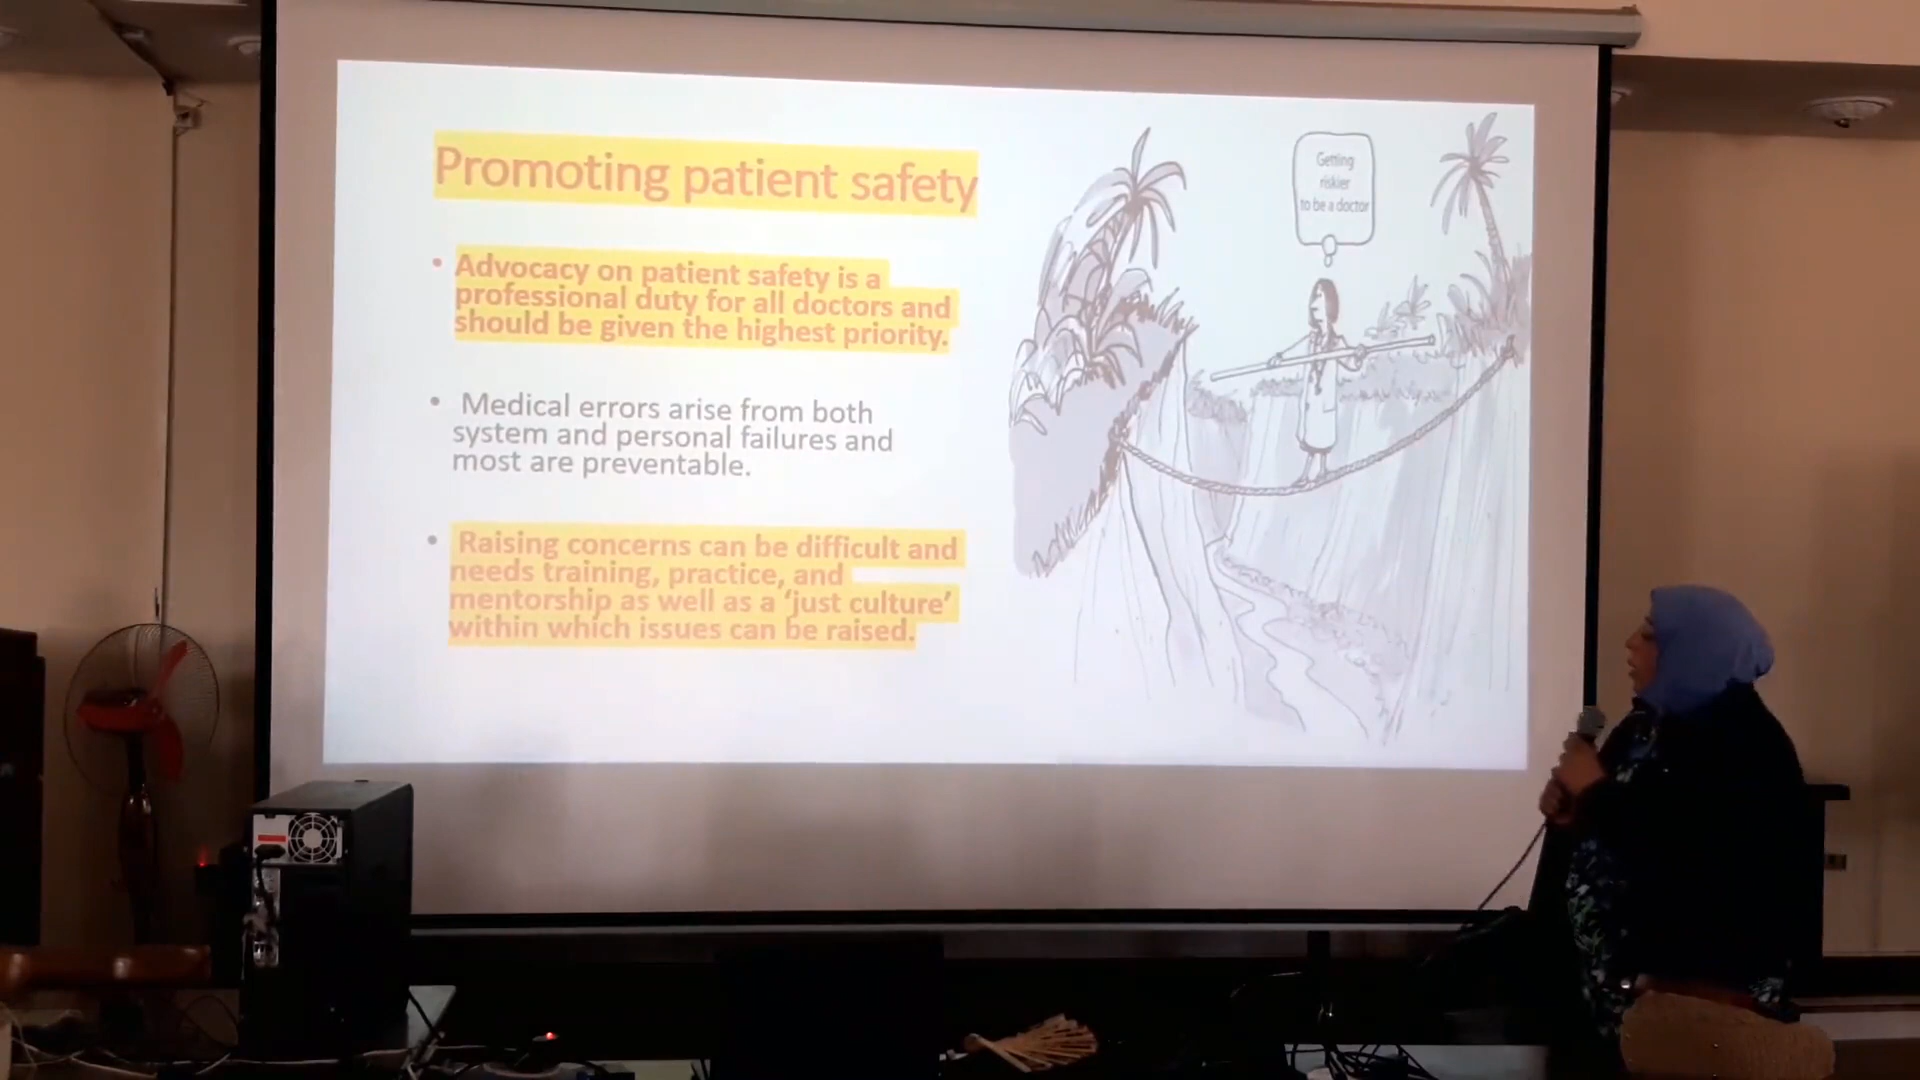 Promoting patient safety
• Advocacy on patient safety is a
professional duty for all doctors and
should be given the highest priority.
• Medical errors arise from both
system and personal failures and
most are preventable.
• Raising concerns can be difficult and
needs training, practice, and
mentorship as well as a ‘just culture’
within which issues can be raised.
Getting
riskier
to be a doctor